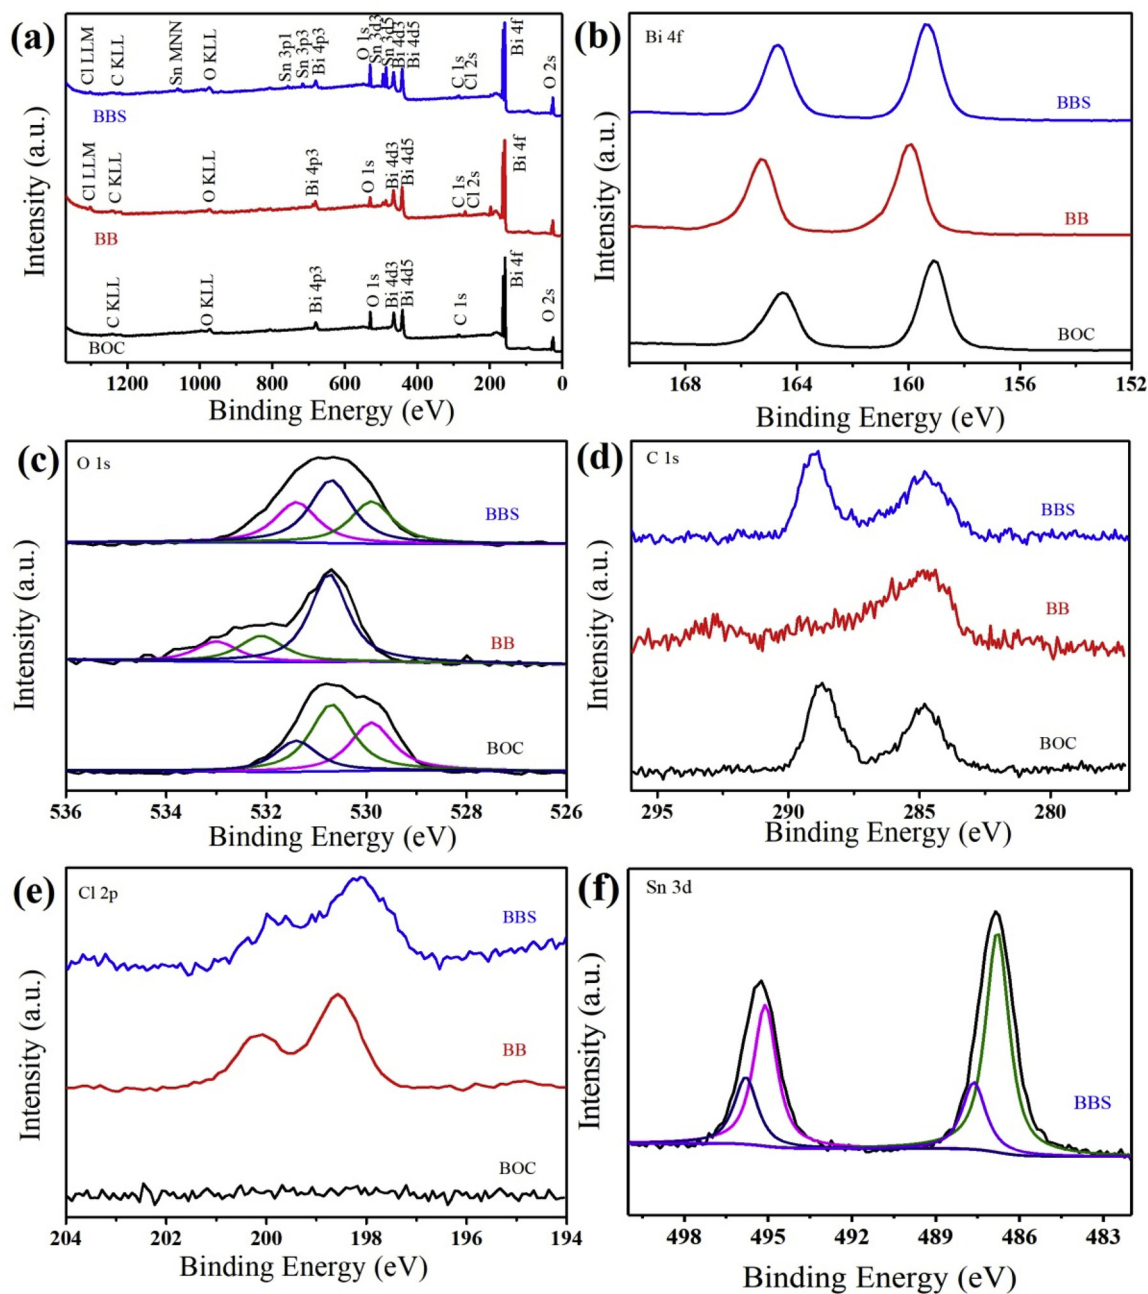 (a)
Cl LLM
C KLL
Sn MNN
O KLL
Sn 3p1
Sn 3p3
Bi 4p3
O 1s
Sn 3d3
Sn 3d5
Bi 4d3
Bi 4d5
C 1s
Cl 2s
Bi 4f
O 2s
BBS
Cl LLM
C KLL
O KLL
Bi 4p3
O 1s
Bi 4d3
Bi 4d5
C 1s
Cl 2s
Bi 4f
BB
C KLL
O KLL
Bi 4p3
O 1s
Bi 4d3
Bi 4d5
C 1s
Bi 4f
O 2s
BOC
Intensity (a.u.)
1200 1000 800 600 400 200 0
Binding Energy (eV)
(b)
Bi 4f
BBS
BB
BOC
Intensity (a.u.)
168 164 160 156 152
Binding Energy (eV)
(c)
O 1s
BBS
BB
BOC
Intensity (a.u.)
536 534 532 530 528 526
Binding Energy (eV)
(d)
C 1s
BBS
BB
BOC
Intensity (a.u.)
295 290 285 280
Binding Energy (eV)
(e)
Cl 2p
BBS
BB
BOC
Intensity (a.u.)
204 202 200 198 196 194
Binding Energy (eV)
(f)
Sn 3d
BBS
Intensity (a.u.)
498 495 492 489 486 483
Binding Energy (eV)